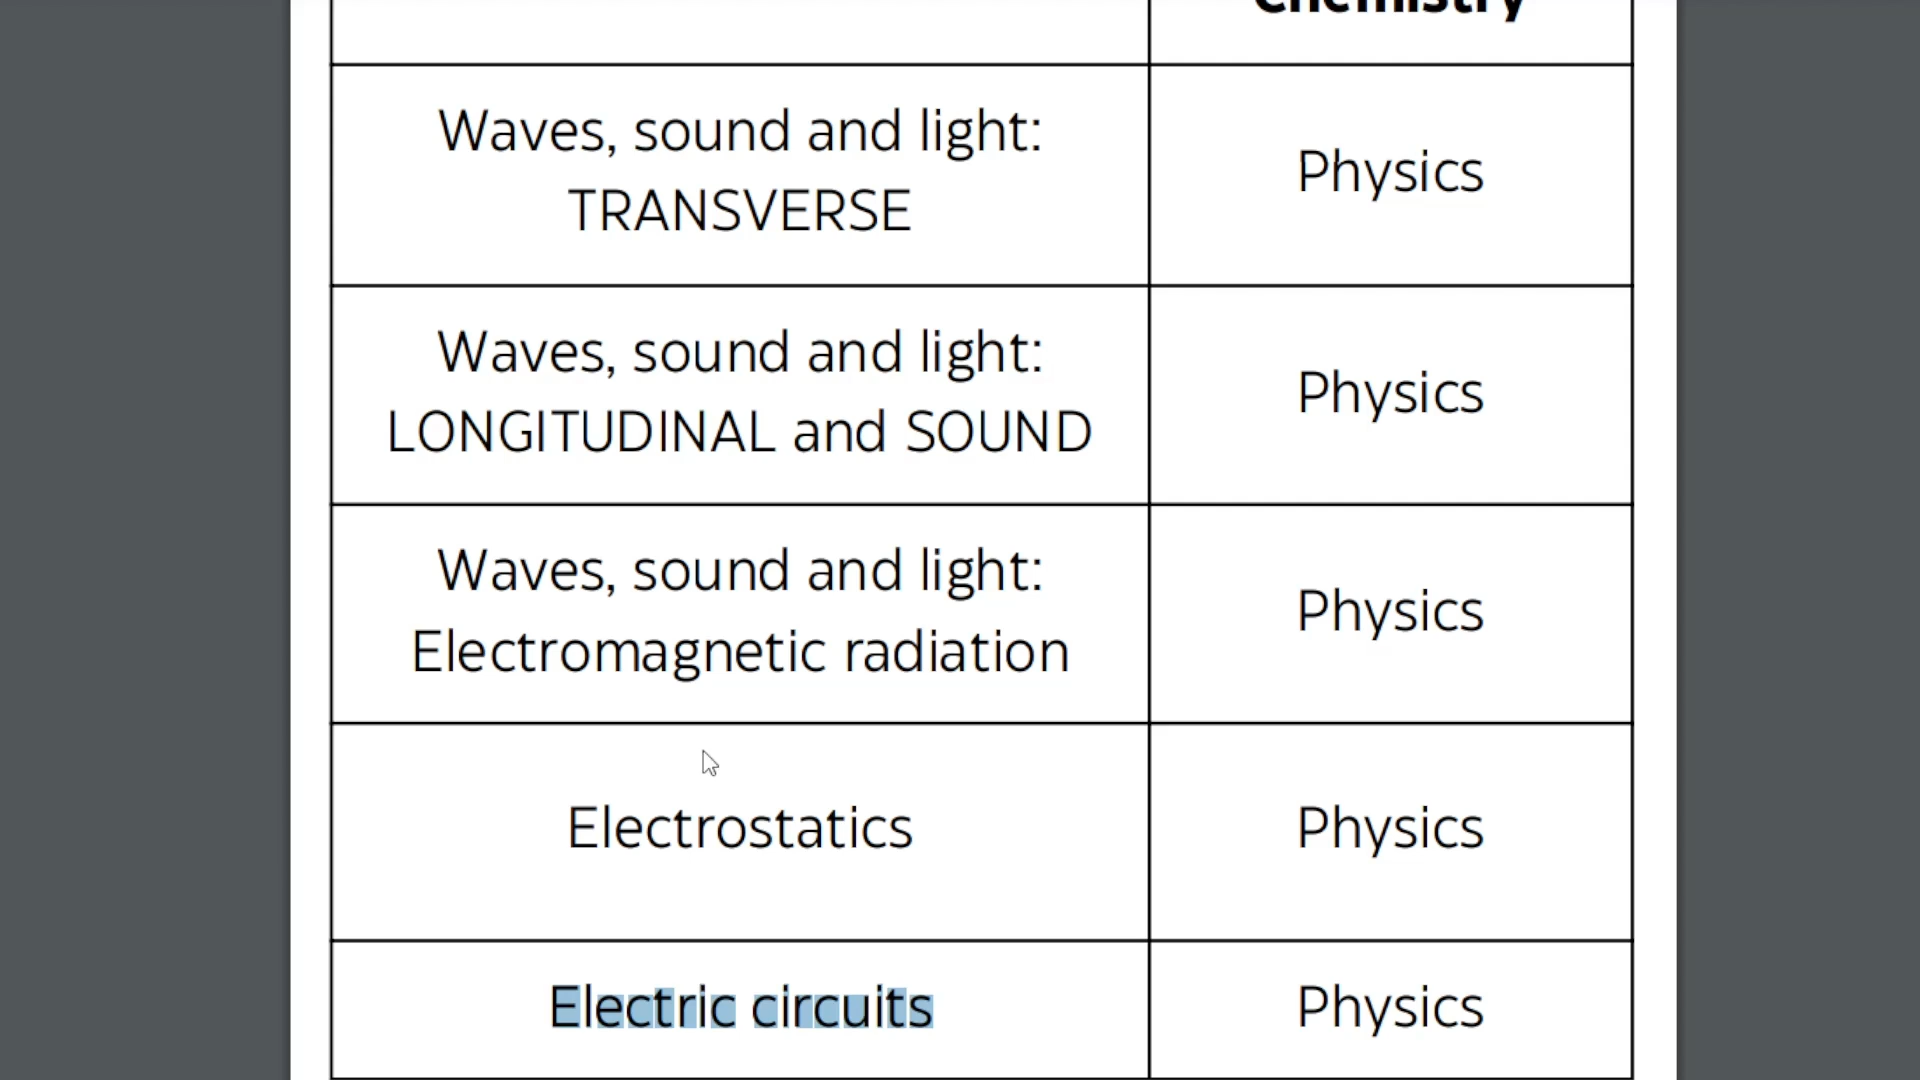 Chemistry
Waves, sound and light:
TRANSVERSE
Physics
Waves, sound and light:
LONGITUDINAL and SOUND
Physics
Waves, sound and light:
Electromagnetic radiation
Physics
Electrostatics
Physics
Electric circuits
Physics